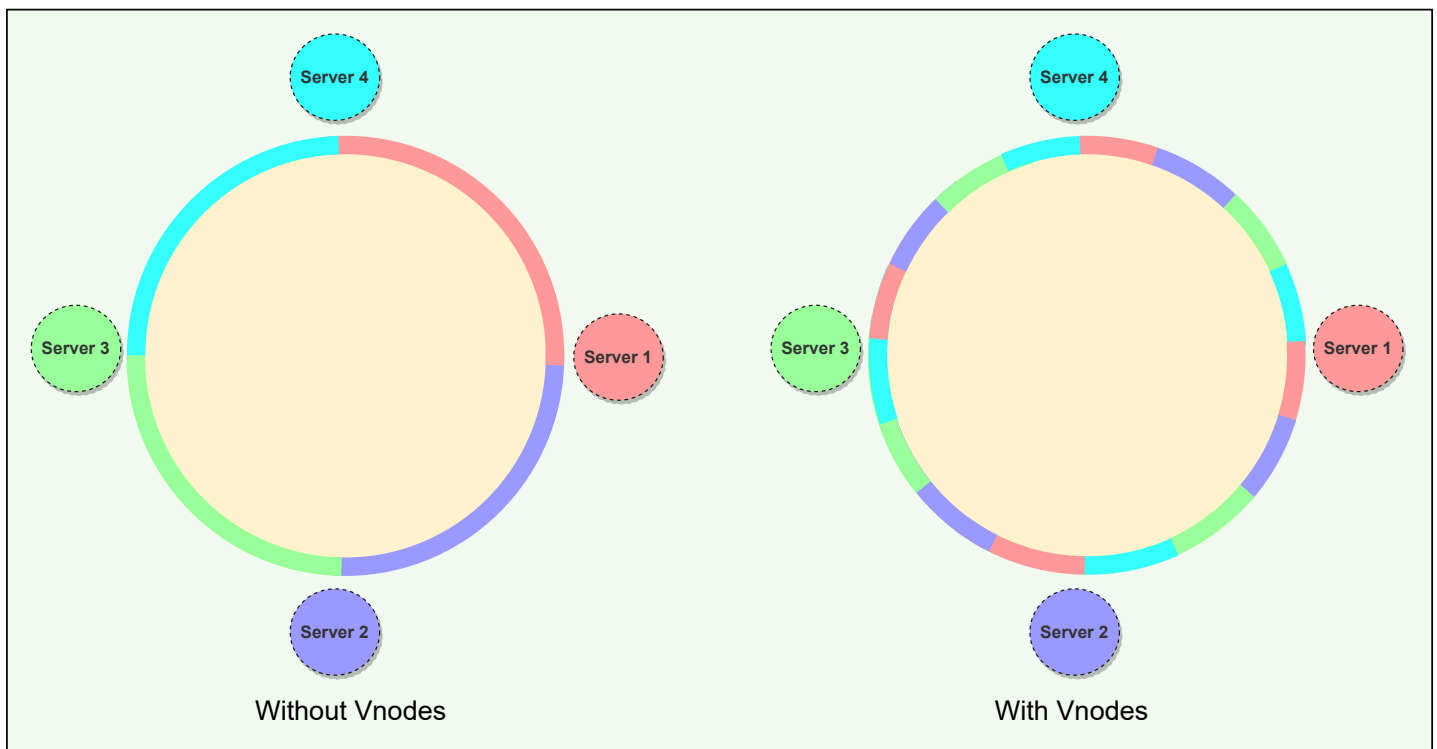 Server 4
Server 3
Server 1
Server 2
Without Vnodes
Server 4
Server 3
Server 1
Server 2
With Vnodes